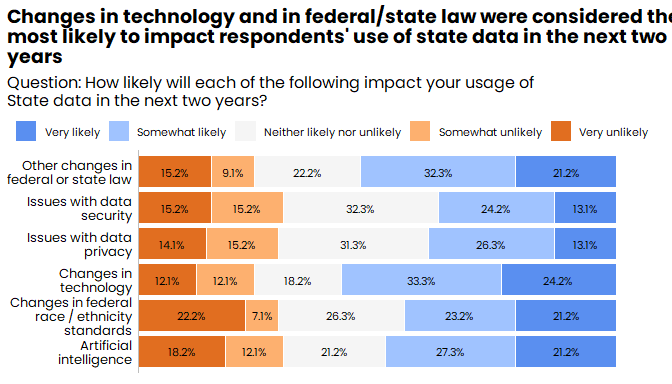 Changes in technology and in federal/state law were considered the
most likely to impact respondents' use of state data in the next two
years
Question: How likely will each of the following impact your usage of
State data in the next two years?
Very likely Somewhat likely Neither likely nor unlikely Somewhat unlikely Very unlikely
Other changes in
federal or state law
15.2% 9.1% 22.2% 32.3% 21.2%
Issues with data
security
15.2% 15.2% 32.3% 24.2% 13.1%
Issues with data
privacy
14.1% 15.2% 31.3% 26.3% 13.1%
Changes in
technology
12.1% 12.1% 18.2% 33.3% 24.2%
Changes in federal
race / ethnicity
standards
22.2% 7.1% 26.3% 23.2% 21.2%
Artificial
intelligence
18.2% 12.1% 21.2% 27.3% 21.2%